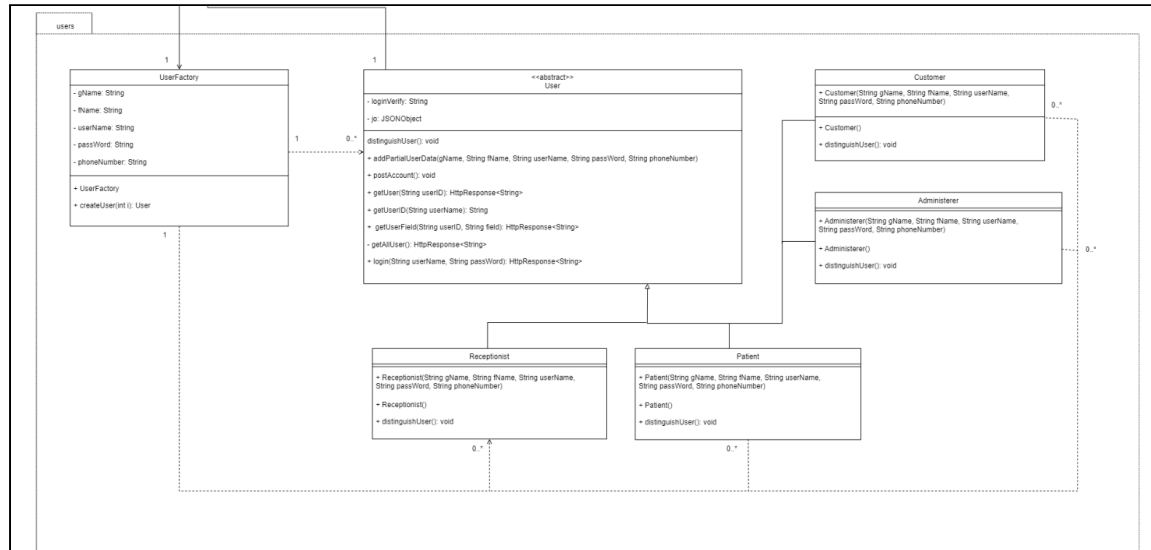 users
1
1
UserFactory
- gName: String
- fName: String
- userName: String
- passWord: String
- phoneNumber: String
+ UserFactory
+ createUser(int i): User
1
0..*
1
<<abstract>>
User
- loginVerify: String
- jo: JSONObject
distinguishUser(): void
+ addPartialUserData(gName, String fName, String userName, String passWord, String phoneNumber)
+ postAccount(): void
+ getUser(String userID): HttpResponse<String>
+ getUserID(String userName): String
+ getUserField(String userID, String field): HttpResponse<String>
- getAllUser(): HttpResponse<String>
+ login(String userName, String passWord): HttpResponse<String>
Customer
+ Customer(String gName, String fName, String userName,
String passWord, String phoneNumber)
+ Customer()
+ distinguishUser(): void
0..*
Administerer
+ Administerer(String gName, String fName, String userName,
String passWord, String phoneNumber)
+ Administerer()
+ distinguishUser(): void
0..*
Receptionist
+ Receptionist(String gName, String fName, String userName,
String passWord, String phoneNumber)
+ Receptionist()
+ distinguishUser(): void
0..*
Patient
+ Patient(String gName, String fName, String userName,
String passWord, String phoneNumber)
+ Patient()
+ distinguishUser(): void
0..*